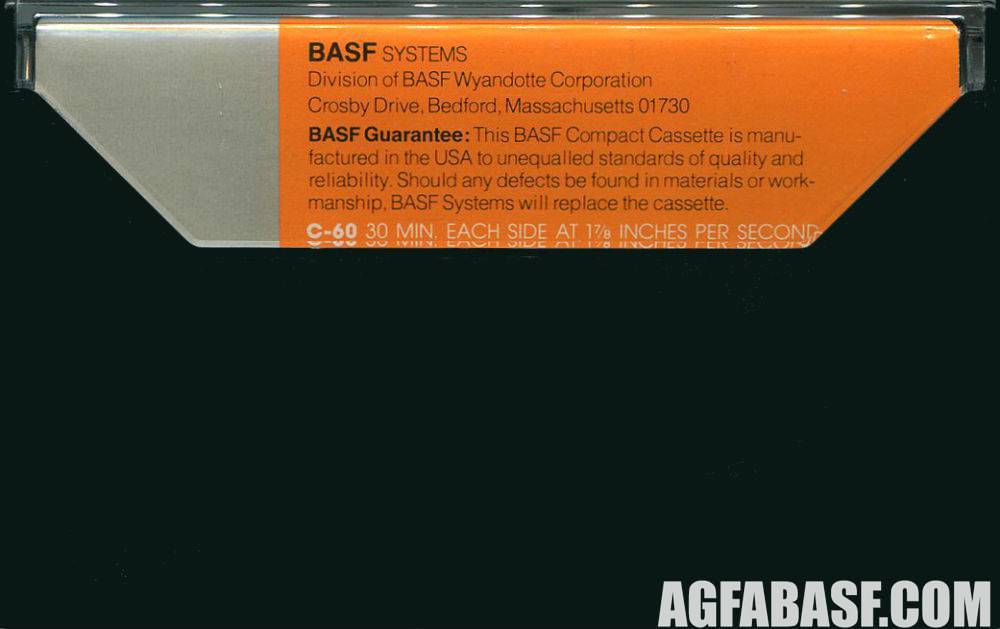 BASF SYSTEMS
Division of BASF Wyandotte Corporation
Crosby Drive, Bedford, Massachusetts 01730
BASF Guarantee: This BASF Compact Cassette is manu-
factured in the USA to unequalled standards of quality and
reliability. Should any defects be found in materials or work-
manship, BASF Systems will replace the cassette.
C-60 30 MIN. EACH SIDE AT 1⅞ INCHES PER SECOND
AGFABASF.COM